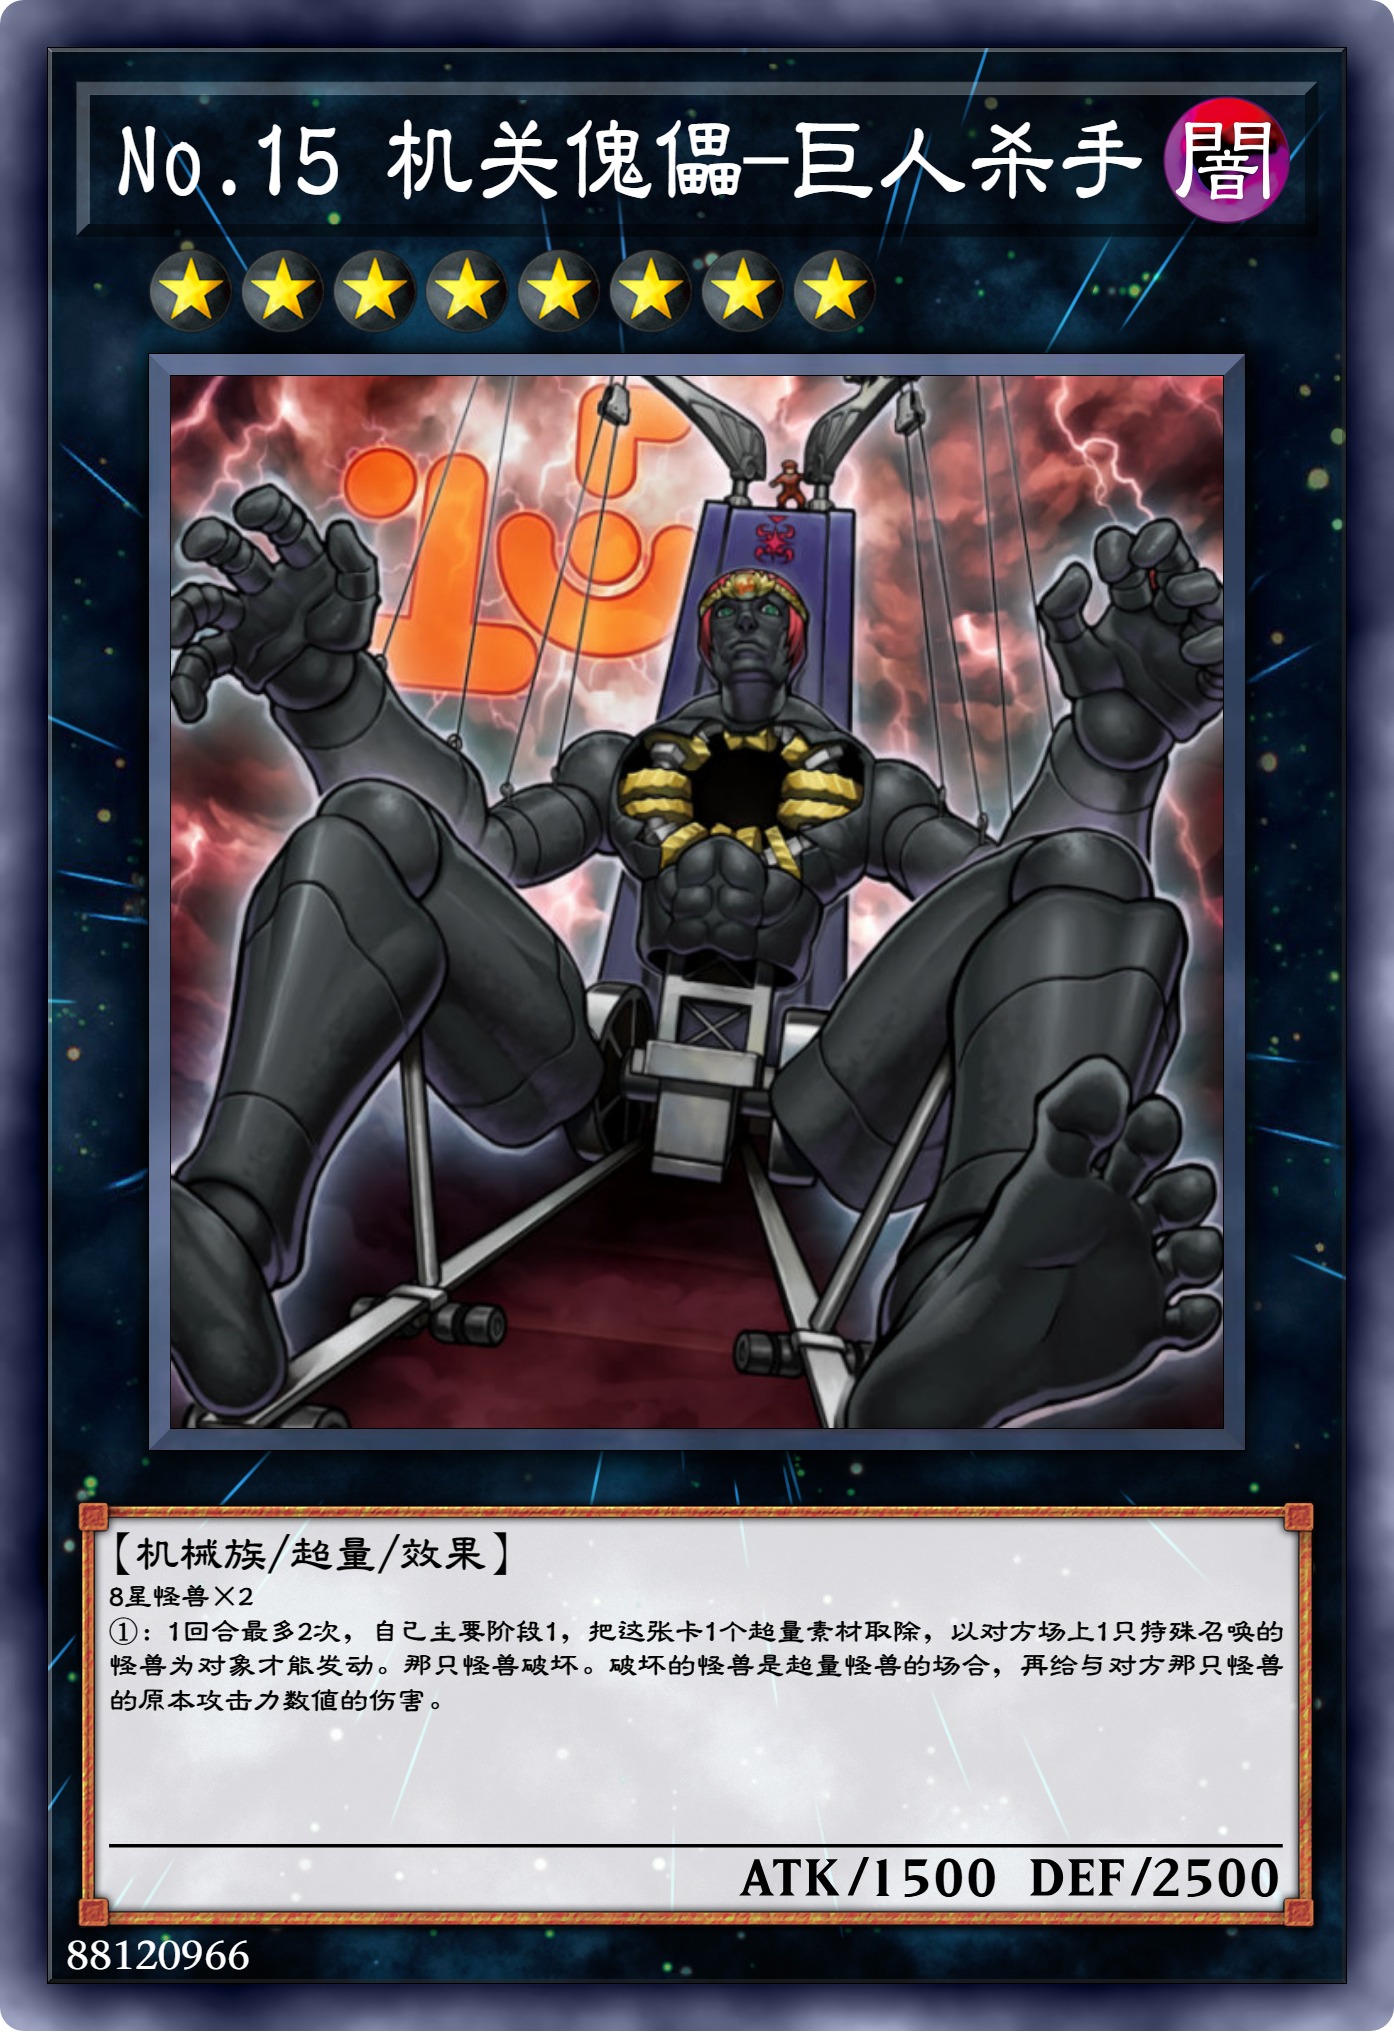 No.15 机关傀儡-巨人杀手 闇
【机械族/超量/效果】
8星怪兽×2
①：1回合最多2次，自己主要阶段1，把这张卡1个超量素材取除，以对方场上1只特殊召唤的
怪兽为对象才能发动。那只怪兽破坏。破坏的怪兽是超量怪兽的场合，再给与对方那只怪兽
的原本攻击力数值的伤害。
ATK/1500 DEF/2500
88120966